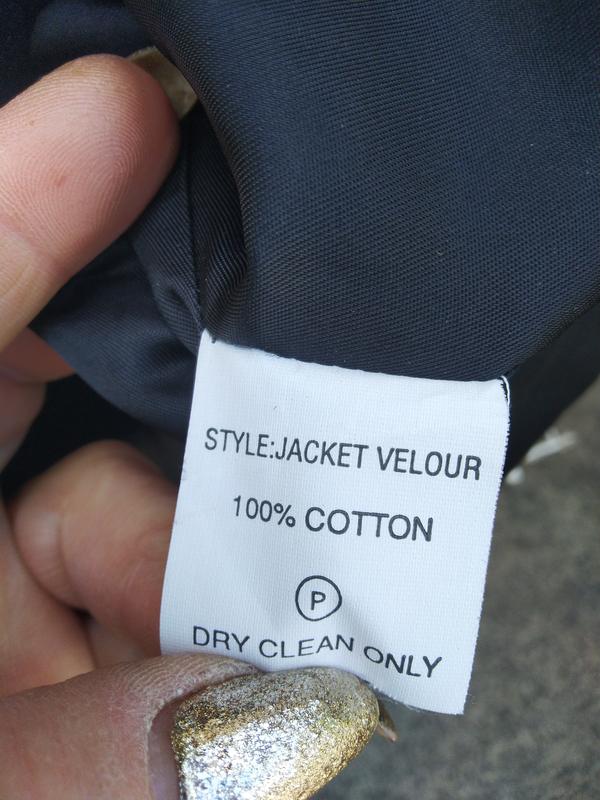 STYLE:JACKET VELOUR
100% COTTON
P
DRY CLEAN ONLY